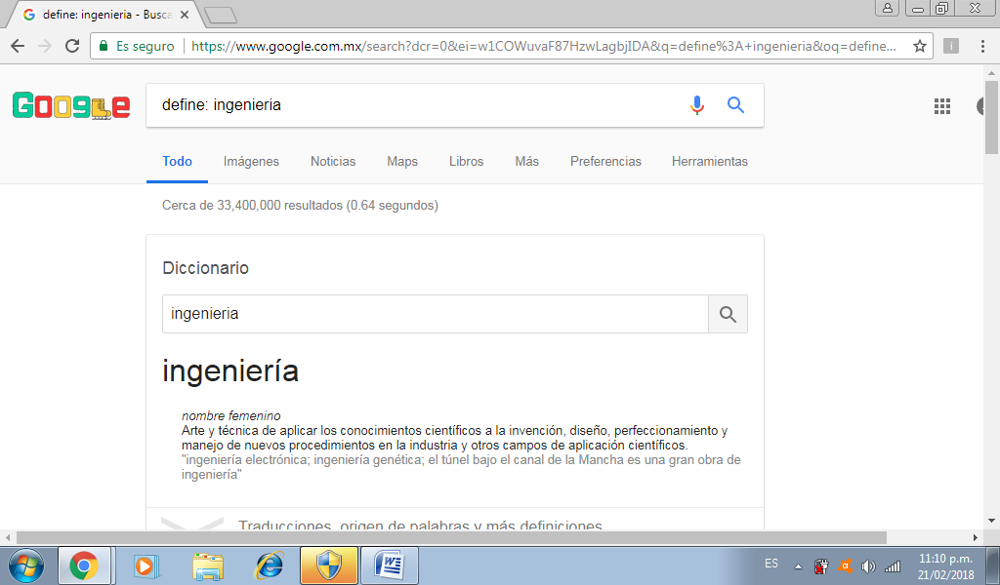 define: ingenieria - Busca
Es seguro
https://www.google.com.mx/search?dcr=0&ei=w1COWuvaF87HzwLagbjIDA&q=define%3A+ingenieria&oq=define...
Google
define: ingenieria
Todo Imágenes Noticias Maps Libros Más Preferencias Herramientas
Cerca de 33,400,000 resultados (0.64 segundos)
Diccionario
ingenieria
ingeniería
nombre femenino
Arte y técnica de aplicar los conocimientos científicos a la invención, diseño, perfeccionamiento y
manejo de nuevos procedimientos en la industria y otros campos de aplicación científicos.
"ingeniería electrónica; ingeniería genética; el túnel bajo el canal de la Mancha es una gran obra de
ingeniería"
Traducciones, origen de palabras y más definiciones
ES
11:10 p.m.
21/02/2018